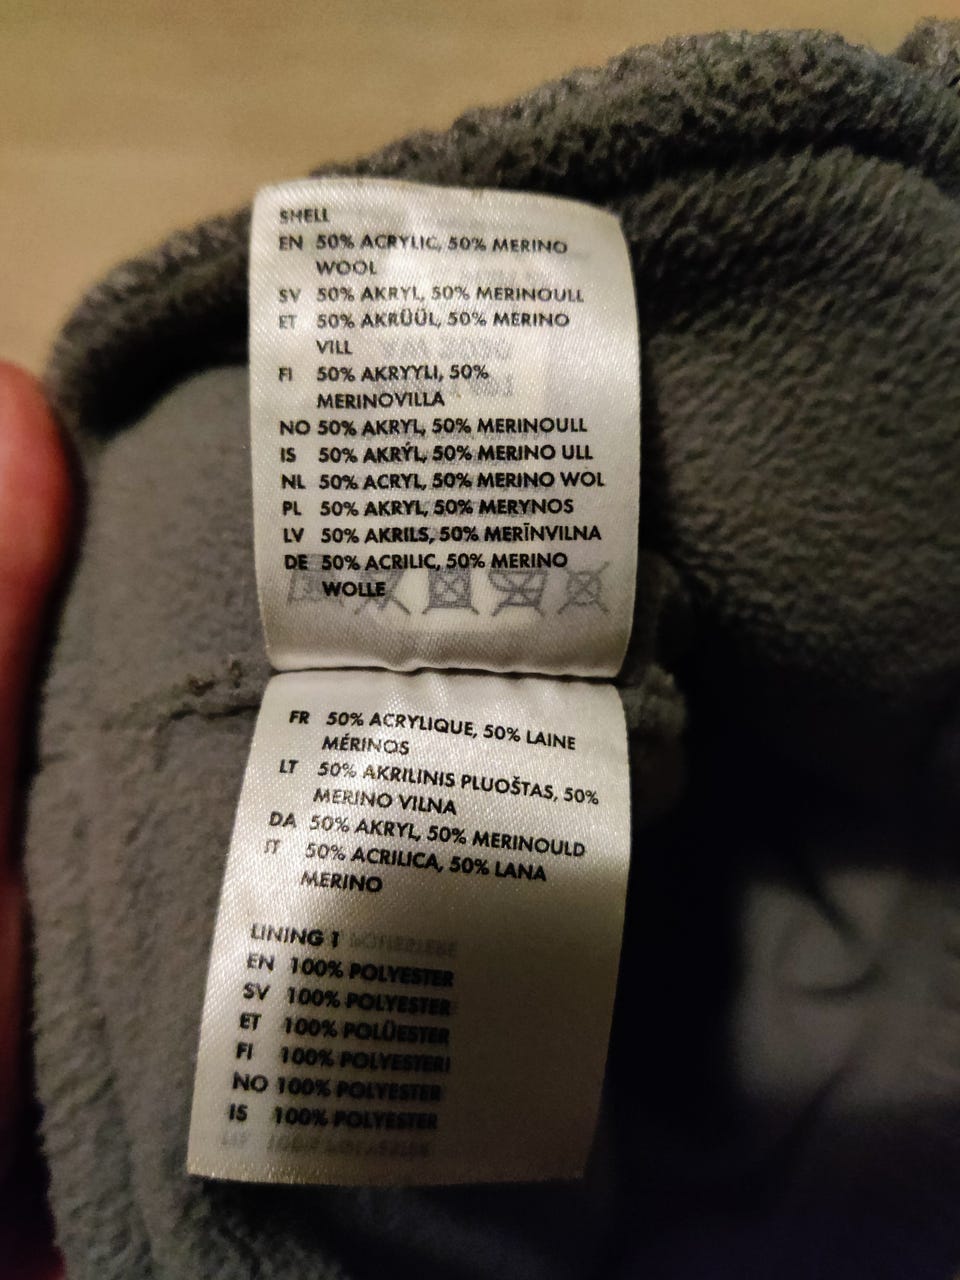 SHELL
EN 50% ACRYLIC, 50% MERINO
WOOL
SV 50% AKRYL, 50% MERINOULL
ET 50% AKRÜÜL, 50% MERINO
VILL
FI 50% AKRYYLI, 50%
MERINOVILLA
NO 50% AKRYL, 50% MERINOULL
IS 50% AKRÝL, 50% MERINO ULL
NL 50% ACRYL, 50% MERINO WOL
PL 50% AKRYL, 50% MERYNOS
LV 50% AKRILS, 50% MERĪNVILNA
DE 50% ACRILIC, 50% MERINO
WOLLE
FR 50% ACRYLIQUE, 50% LAINE
MÉRINOS
LT 50% AKRILINIS PLUOŠTAS, 50%
MERINO VILNA
DA 50% AKRYL, 50% MERINOULD
IT 50% ACRILICA, 50% LANA
MERINO
LINING 1
EN 100% POLYESTER
SV 100% POLYESTER
ET 100% POLÜESTER
FI 100% POLYESTERI
NO 100% POLYESTER
IS 100% POLYESTER